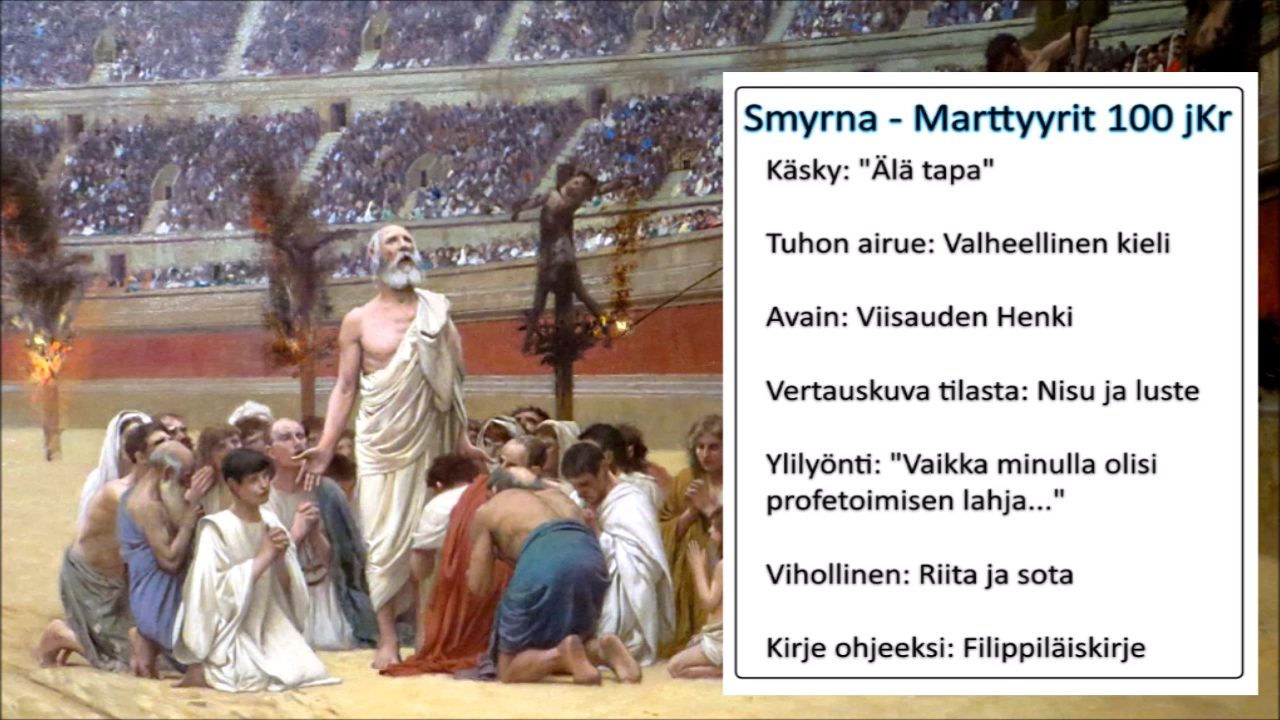 Smyrna - Marttyyrit 100 jKr
Käsky: "Älä tapa"
Tuhon airue: Valheellinen kieli
Avain: Viisauden Henki
Vertauskuva tilasta: Nisu ja luste
Ylilyönti: "Vaikka minulla olisi
profetoimisen lahja..."
Vihollinen: Riita ja sota
Kirje ohjeeksi: Filippiläiskirje